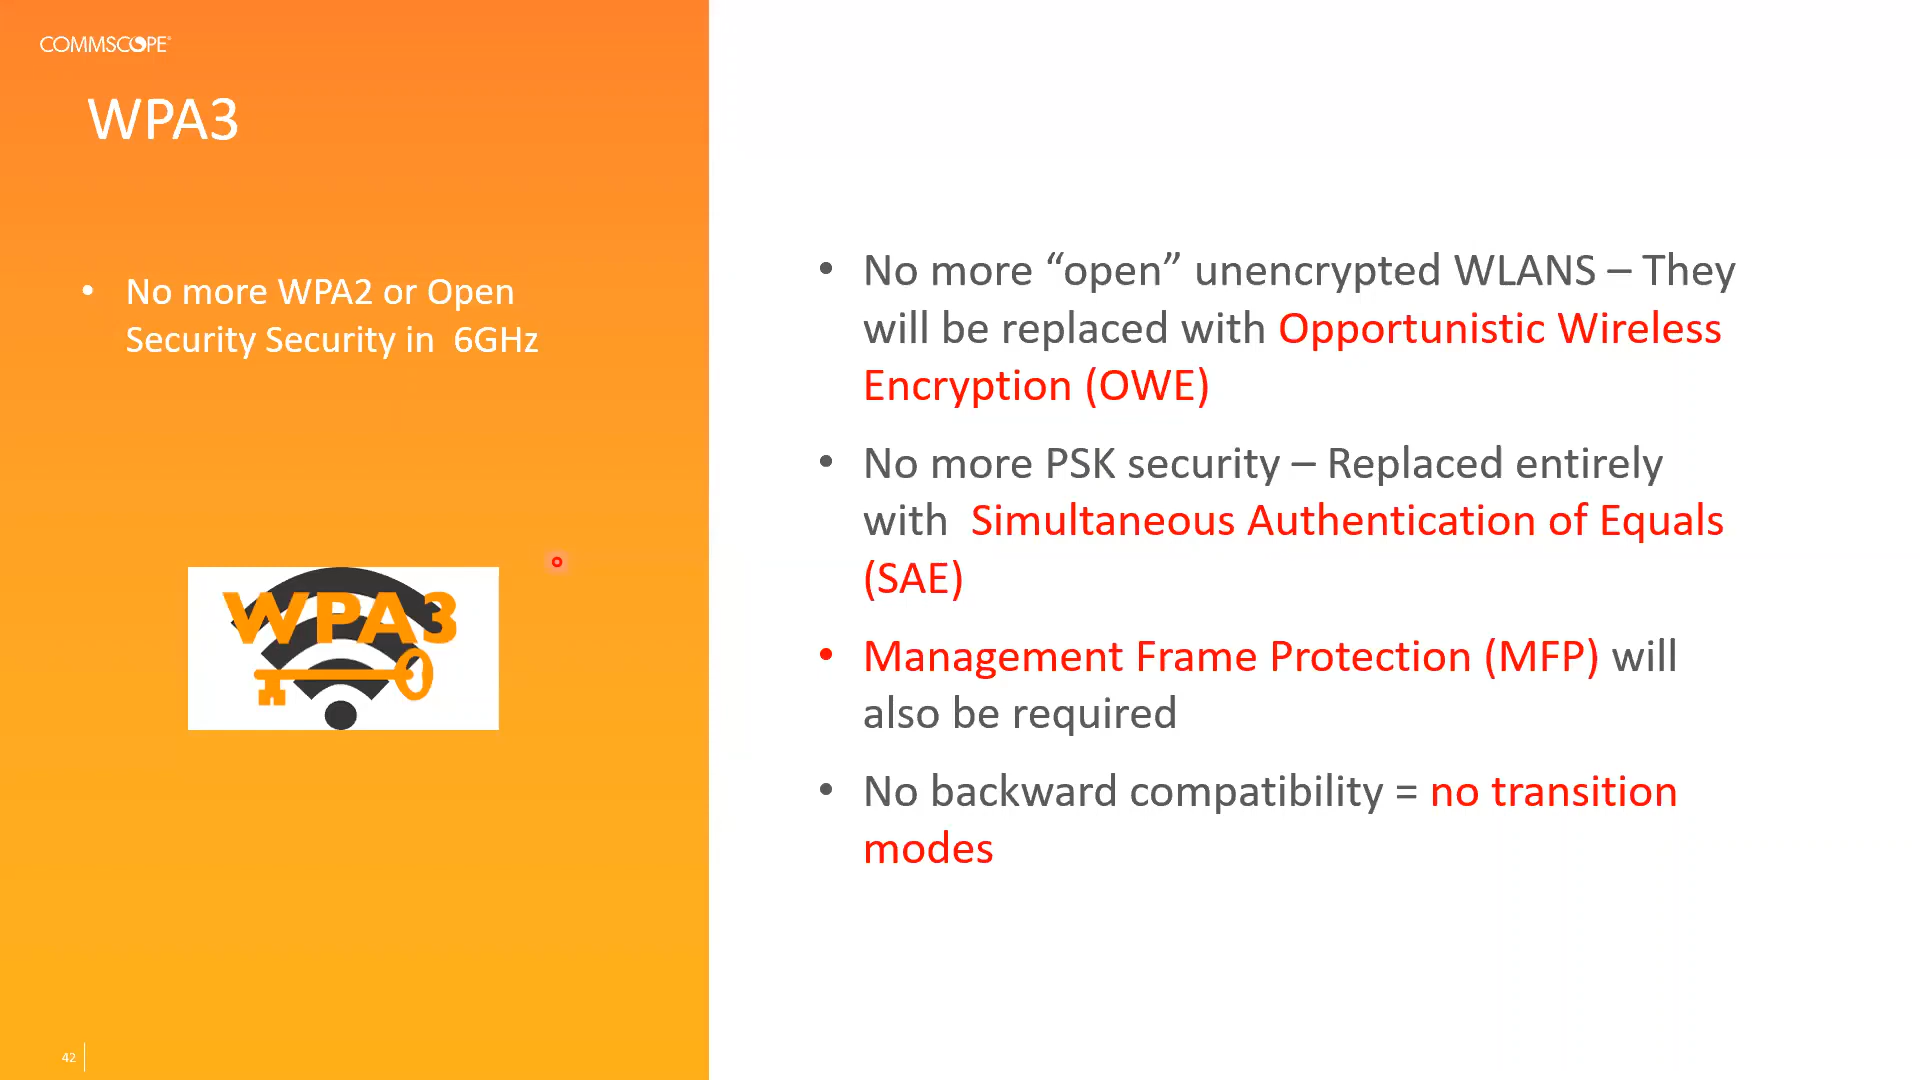 COMMSCOPE®
WPA3
• No more WPA2 or Open
Security Security in  6GHz
WPA3
42
• No more “open” unencrypted WLANS – They
will be replaced with Opportunistic Wireless
Encryption (OWE)
• No more PSK security – Replaced entirely
with  Simultaneous Authentication of Equals
(SAE)
• Management Frame Protection (MFP) will
also be required
• No backward compatibility = no transition
modes